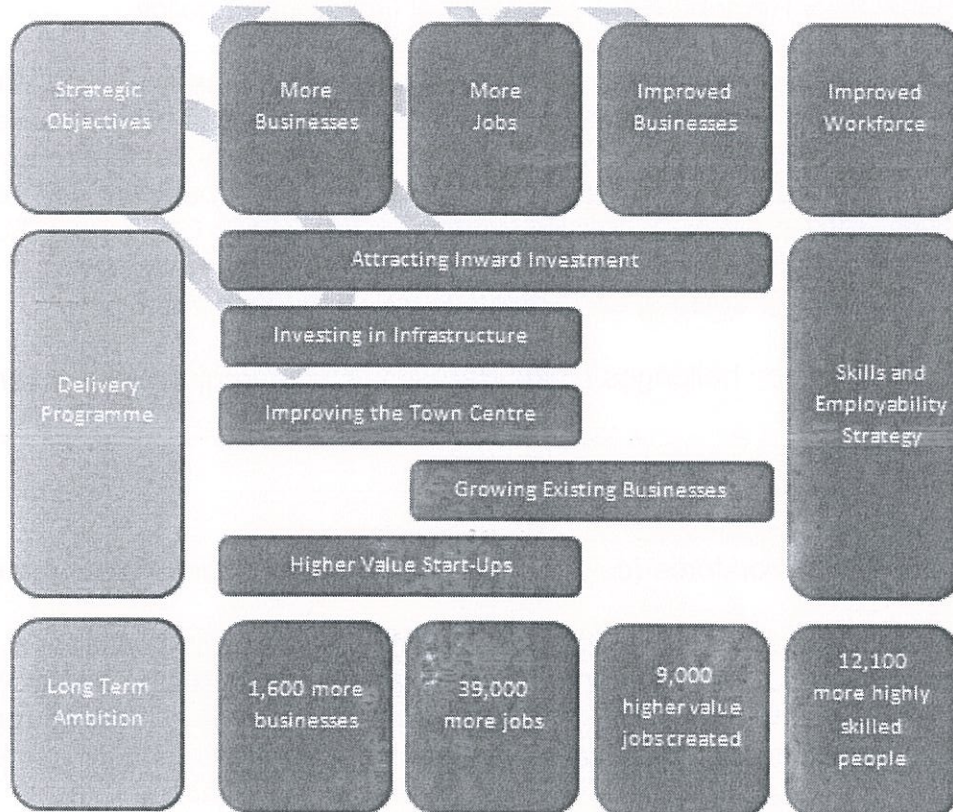 Strategic
Objectives
More
Businesses
More
Jobs
Improved
Businesses
Improved
Workforce
Delivery
Programme
Attracting Inward Investment
Investing in Infrastructure
Improving the Town Centre
Growing Existing Businesses
Higher Value Start-Ups
Skills and
Employability
Strategy
Long Term
Ambition
1,600 more
businesses
39,000
more jobs
9,000
higher value
jobs created
12,100
more highly
skilled
people